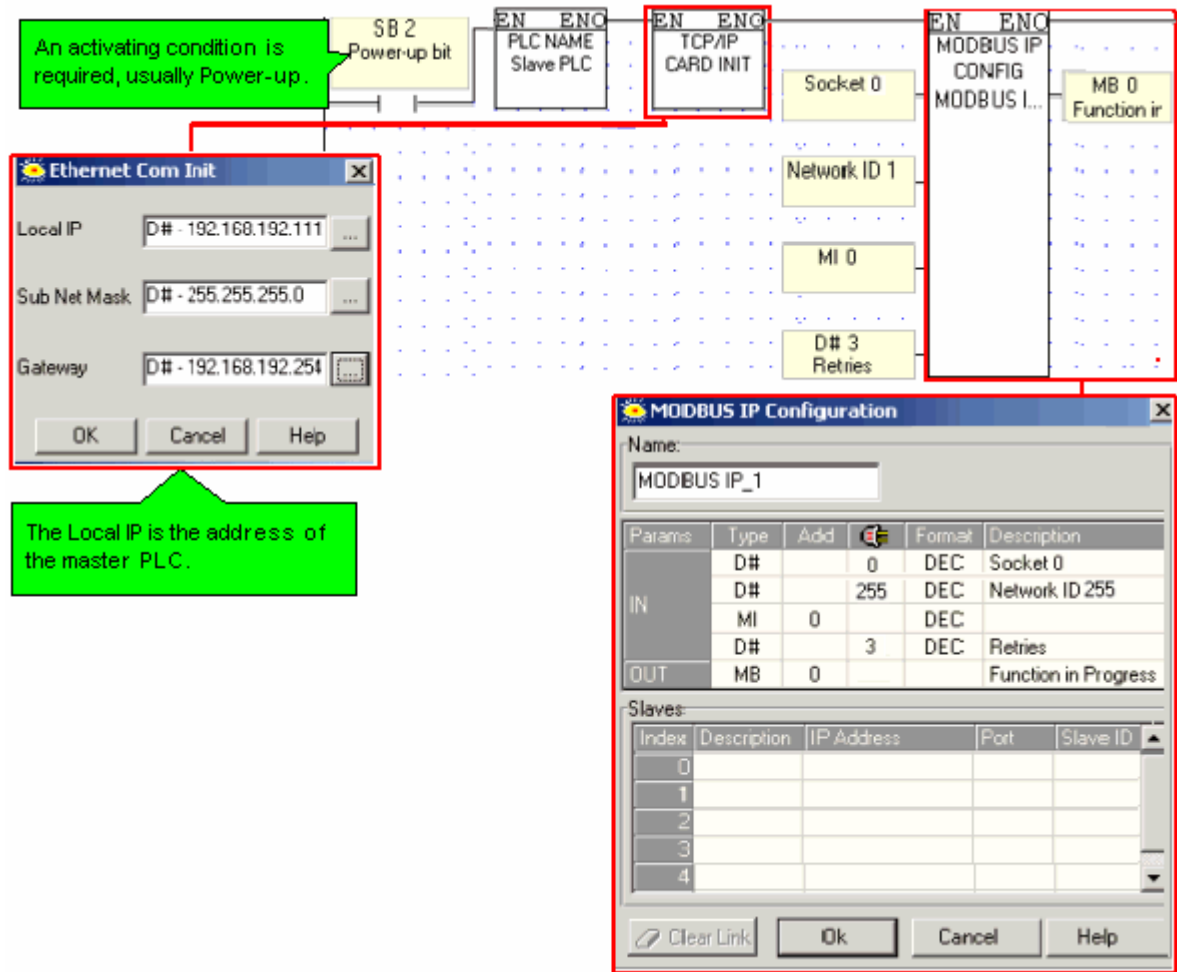 An activating condition is
required, usually Power-up.
SB 2
Power-up bit
EN ENO
PLC NAME
Slave PLC
EN ENO
TCP/IP
CARD INIT
EN ENO
MODBUS IP
CONFIG
MODBUS I...
Socket 0
Network ID 1
MI 0
D# 3
Retries
MB 0
Function ir
Ethernet Com Init
Local IP D# - 192.168.192.111 ...
Sub Net Mask D# - 255.255.255.0 ...
Gateway D# - 192.168.192.254 ...
OK Cancel Help
The Local IP is the address of
the master PLC.
MODBUS IP Configuration
Name:
MODBUS IP_1
Params Type Add Format Description
IN
D# 0 DEC Socket 0
D# 255 DEC Network ID 255
MI 0 DEC
D# 3 DEC Retries
OUT MB 0 Function in Progress
Slaves
Index Description IP Address Port Slave ID
0
1
2
3
4
Clear Link Ok Cancel Help